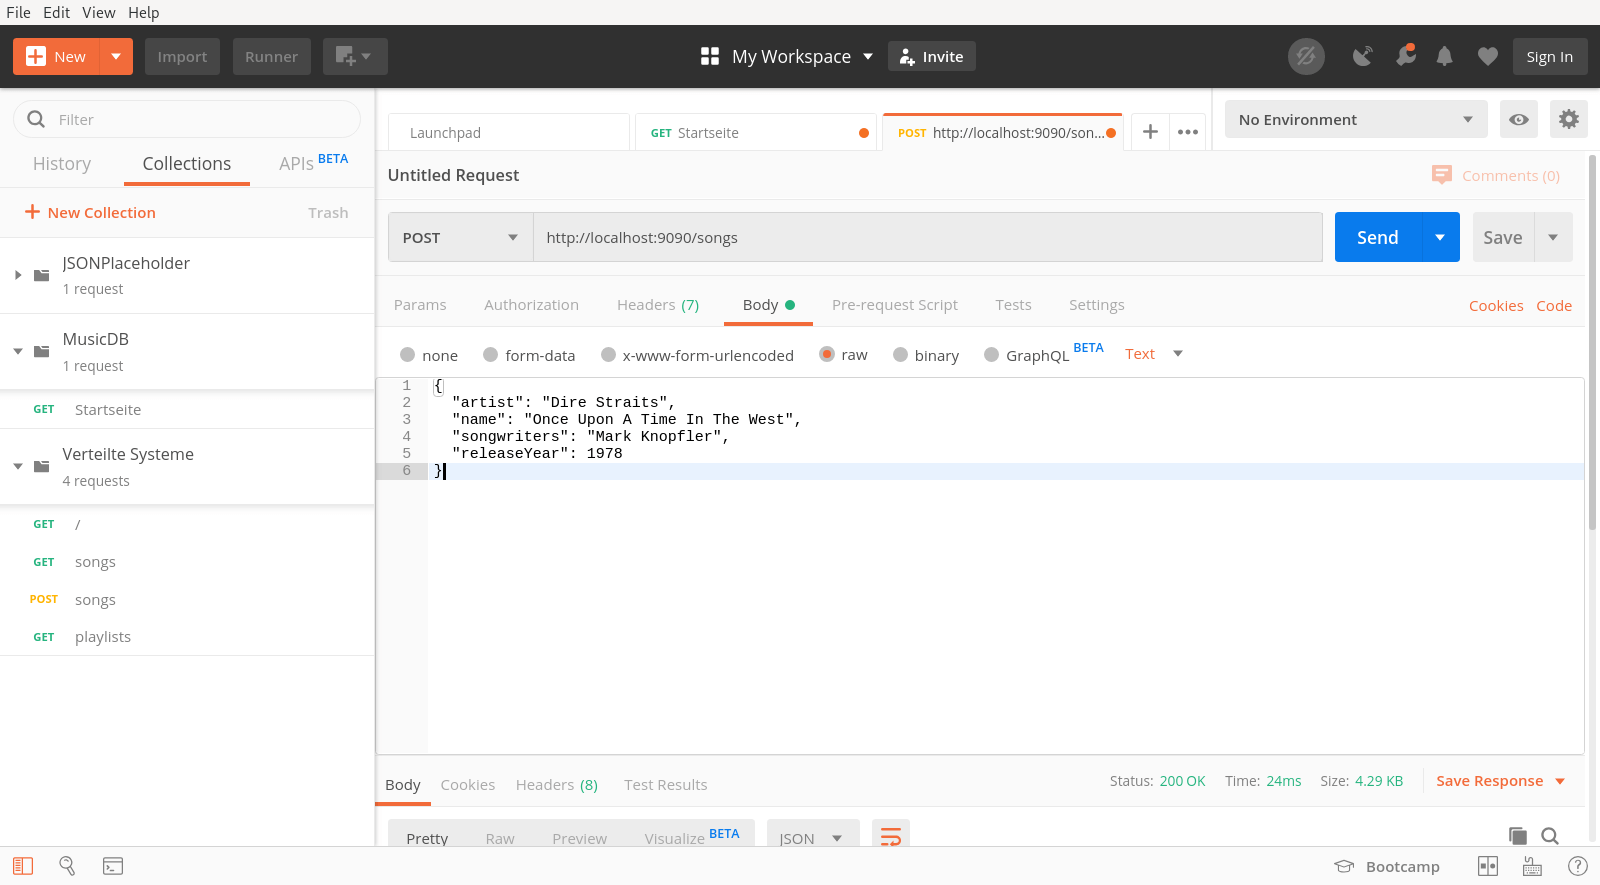 File Edit View Help
New Import Runner My Workspace Invite Sign In
Filter
History Collections APIs BETA
New Collection Trash
JSONPlaceholder
1 request
MusicDB
1 request
GET Startseite
Verteilte Systeme
4 requests
GET /
GET songs
POST songs
GET playlists
Launchpad GET Startseite POST http://localhost:9090/son... No Environment
Untitled Request Comments (0)
POST http://localhost:9090/songs Send Save
Params Authorization Headers (7) Body Pre-request Script Tests Settings Cookies Code
none form-data x-www-form-urlencoded raw binary GraphQL BETA Text
1 {
2 "artist": "Dire Straits",
3 "name": "Once Upon A Time In The West",
4 "songwriters": "Mark Knopfler",
5 "releaseYear": 1978
6 }
Body Cookies Headers (8) Test Results Status: 200 OK Time: 24ms Size: 4.29 KB Save Response
Pretty Raw Preview Visualize BETA JSON
Bootcamp